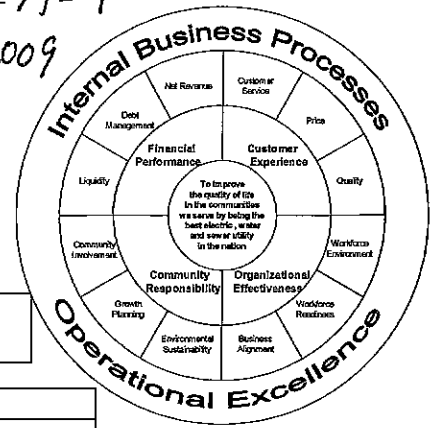 009
Internal Business Processes
Net Revenue
Customer
Service
Debt
Management
Price
Liquidity
Quality
Financial
Performance
Customer
Experience
To improve
the quality of life
in the communities
we serve by being the
best electric, water
and sewer utility
in the nation
Community
Involvement
Workforce
Environment
Community
Responsibility
Organizational
Effectiveness
Growth
Planning
Workforce
Readiness
Environmental
Sustainability
Business
Alignment
Operational Excellence